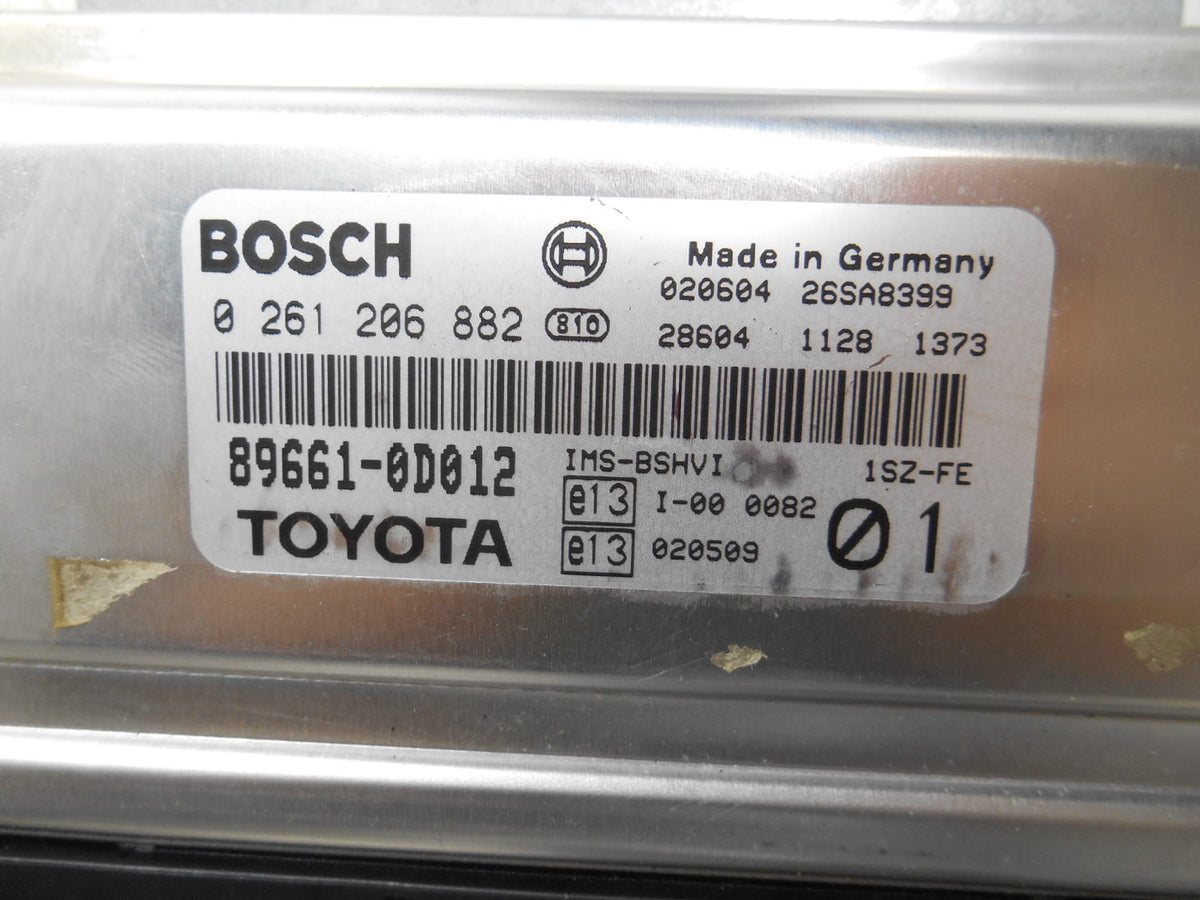 BOSCH
Made in Germany
020604 26SA8399
0 261 206 882 810
28604 1128 1373
89661-0D012
IMS-BSHVI
1SZ-FE
e13 I-00 0082
TOYOTA
e13 020509
Ø1